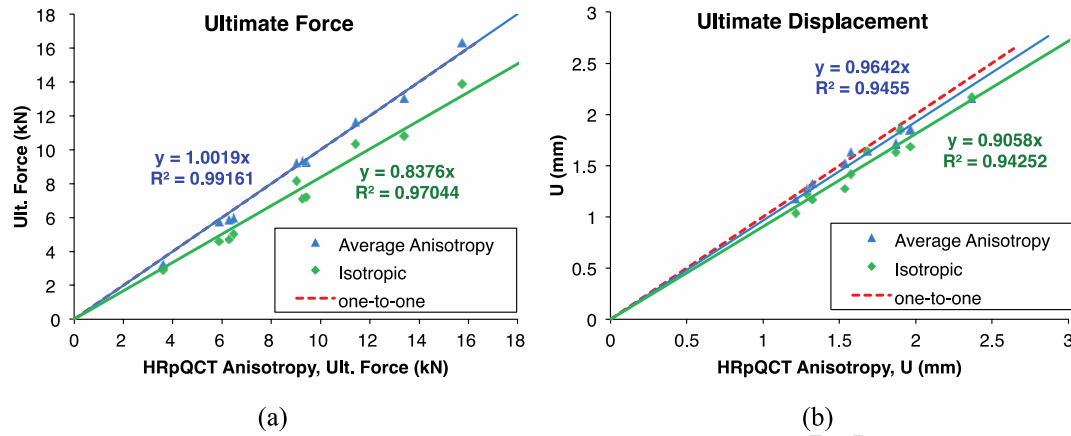 Ultimate Force
18
16
14
12
10
8
6
4
2
0
Ult. Force (kN)
y = 1.0019x
R² = 0.99161
y = 0.8376x
R² = 0.97044
Average Anisotropy
Isotropic
one-to-one
0 2 4 6 8 10 12 14 16 18
HRpQCT Anisotropy, Ult. Force (kN)
(a)
Ultimate Displacement
3
2.5
2
1.5
1
0.5
0
U (mm)
y = 0.9642x
R² = 0.9455
y = 0.9058x
R² = 0.94252
Average Anisotropy
Isotropic
one-to-one
0 0.5 1 1.5 2 2.5 3
HRpQCT Anisotropy, U (mm)
(b)